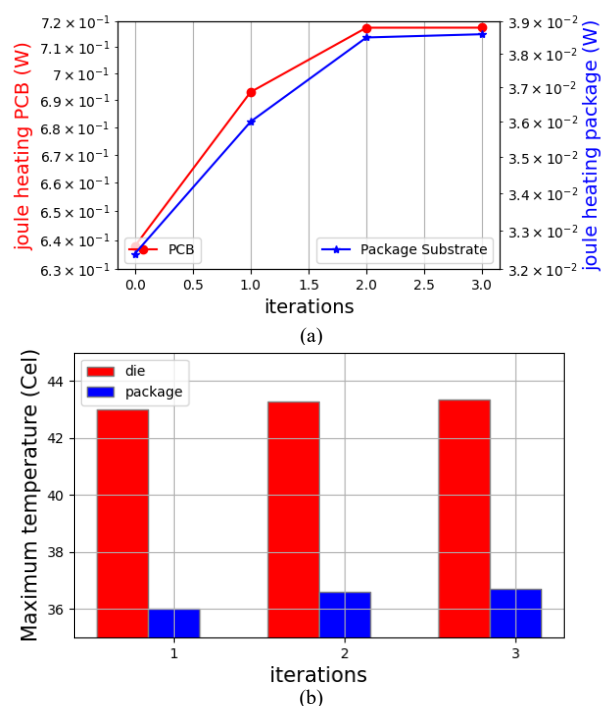 7.2 × 10⁻¹
7.1 × 10⁻¹
7 × 10⁻¹
6.9 × 10⁻¹
6.8 × 10⁻¹
6.7 × 10⁻¹
6.6 × 10⁻¹
6.5 × 10⁻¹
6.4 × 10⁻¹
6.3 × 10⁻¹
joule heating PCB (W)
3.9 × 10⁻²
3.8 × 10⁻²
3.7 × 10⁻²
3.6 × 10⁻²
3.5 × 10⁻²
3.4 × 10⁻²
3.3 × 10⁻²
3.2 × 10⁻²
joule heating package (W)
PCB
Package Substrate
0.0 0.5 1.0 1.5 2.0 2.5 3.0
iterations
(a)
die
package
44
42
40
38
36
Maximum temperature (Cel)
1 2 3
iterations
(b)